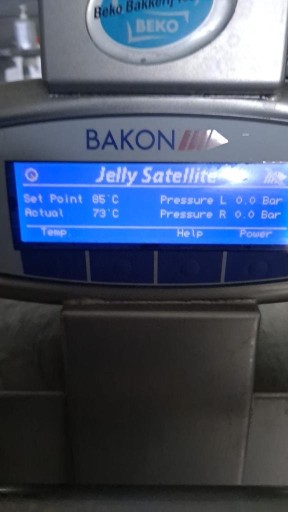 Beko Bakkerij
BEKO
BAKON
Jelly Satellite
Set Point 85°C Pressure L 0.0 Bar
Actual 73°C Pressure R 0.0 Bar
Temp. Help Power